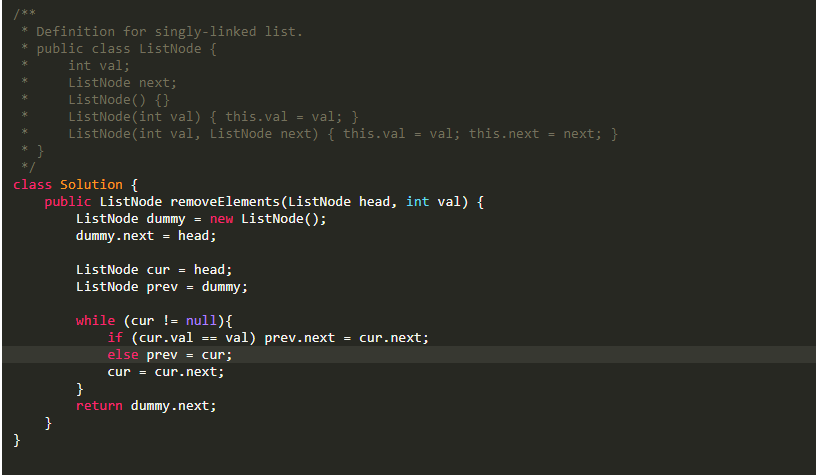 /**
 * Definition for singly-linked list.
 * public class ListNode {
 *     int val;
 *     ListNode next;
 *     ListNode() {}
 *     ListNode(int val) { this.val = val; }
 *     ListNode(int val, ListNode next) { this.val = val; this.next = next; }
 * }
 */
class Solution {
    public ListNode removeElements(ListNode head, int val) {
        ListNode dummy = new ListNode();
        dummy.next = head;

        ListNode cur = head;
        ListNode prev = dummy;

        while (cur != null){
            if (cur.val == val) prev.next = cur.next;
            else prev = cur;
            cur = cur.next;
        }
        return dummy.next;
    }
}